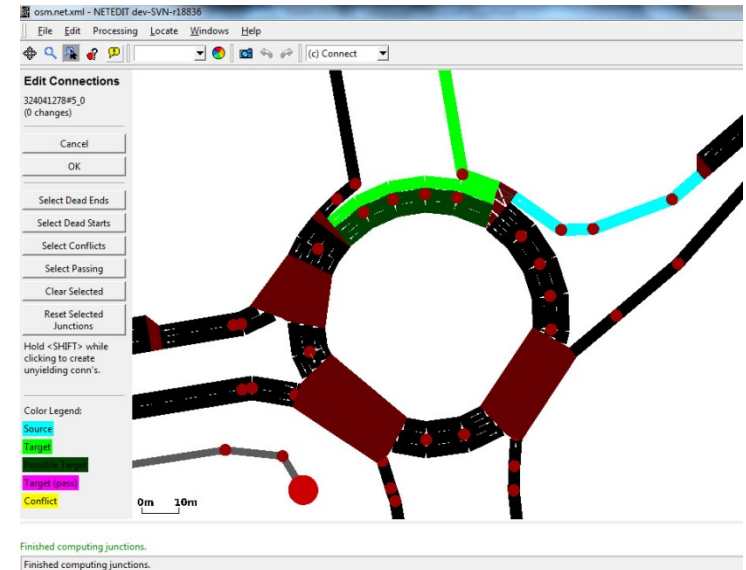 osm.net.xml - NETEDIT dev-SVN-r18836
File Edit Processing Locate Windows Help
(c) Connect
Edit Connections
324041278#5_0
(0 changes)
Cancel
OK
Select Dead Ends
Select Dead Starts
Select Conflicts
Select Passing
Clear Selected
Reset Selected
Junctions
Hold <SHIFT> while
clicking to create
unyielding conn's.
Color Legend:
Source
Target
Possible Target
Target (pass)
Conflict
0m 10m
Finished computing junctions.
Finished computing junctions.